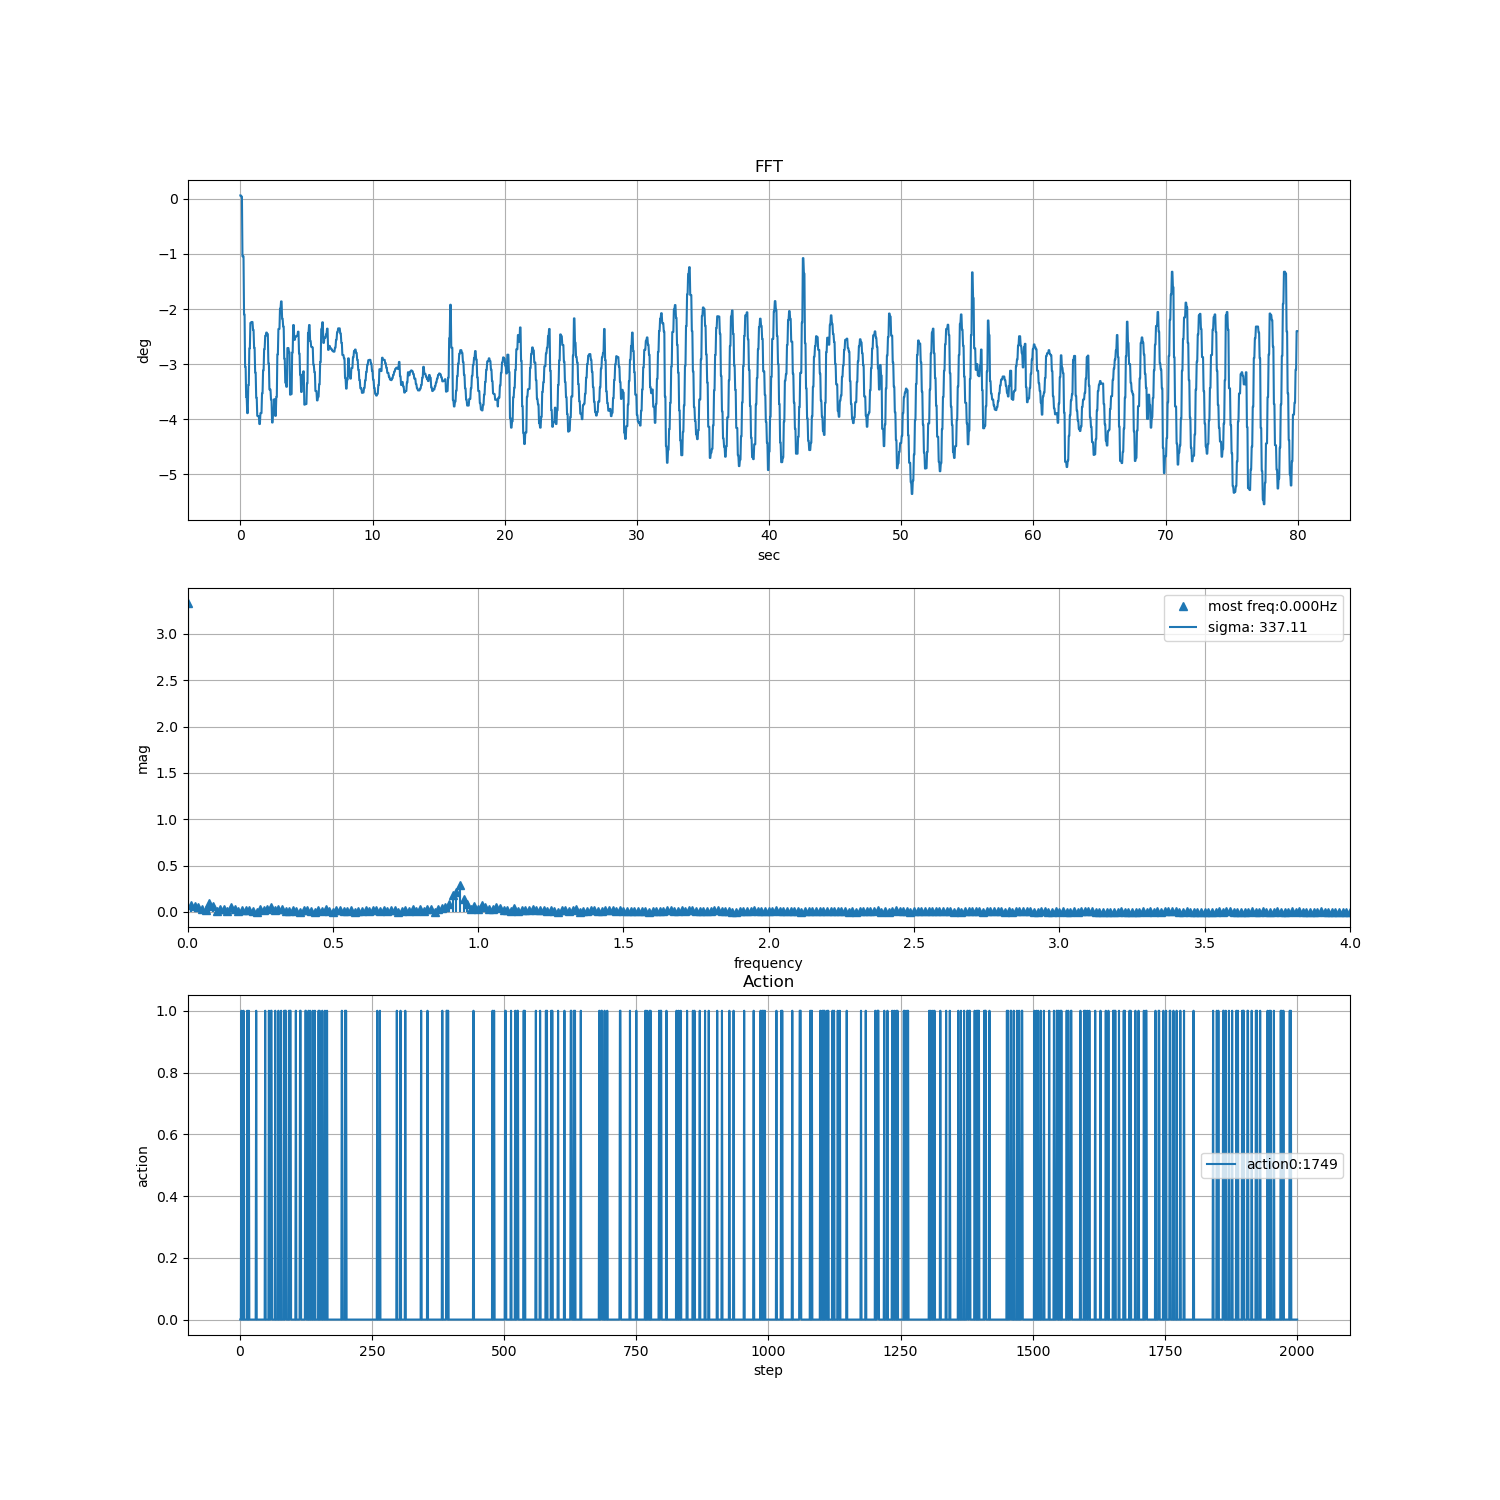 FFT
0
−1
−2
−3
−4
−5
deg
0 10 20 30 40 50 60 70 80
sec
most freq:0.000Hz
sigma: 337.11
3.0
2.5
2.0
1.5
1.0
0.5
0.0
mag
0.0 0.5 1.0 1.5 2.0 2.5 3.0 3.5 4.0
frequency
Action
1.0
0.8
0.6
0.4
0.2
0.0
action
action0:1749
0 250 500 750 1000 1250 1500 1750 2000
step